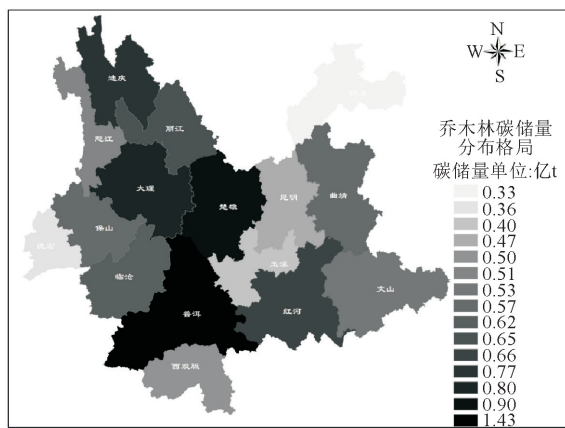 N
W E
S
乔木林碳储量
分布格局
碳储量单位:亿t
0.33
0.36
0.40
0.47
0.50
0.51
0.53
0.57
0.62
0.65
0.66
0.77
0.80
0.90
1.43
迪庆
怒江
丽江
大理
楚雄
昆明
曲靖
保山
临沧
玉溪
普洱
红河
文山
西双版